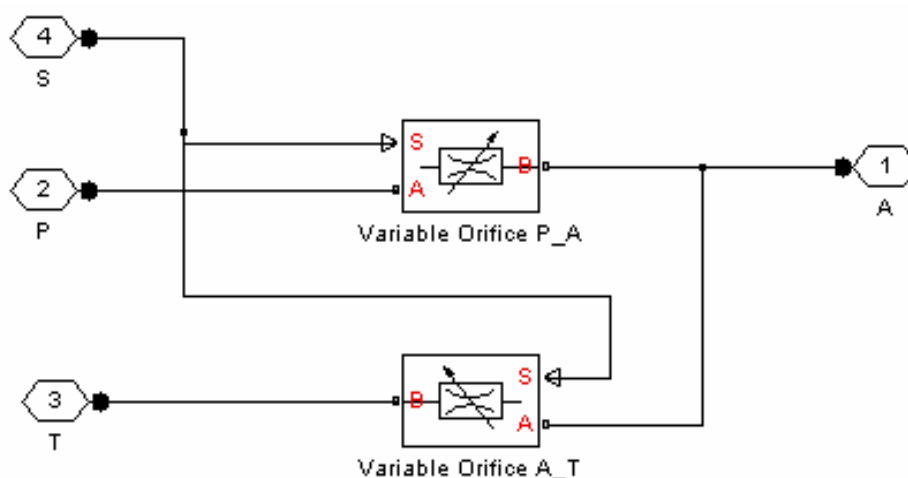 4
S
S
2
A
B
1
P
A
Variable Orifice P_A
S
3
B
A
T
Variable Orifice A_T